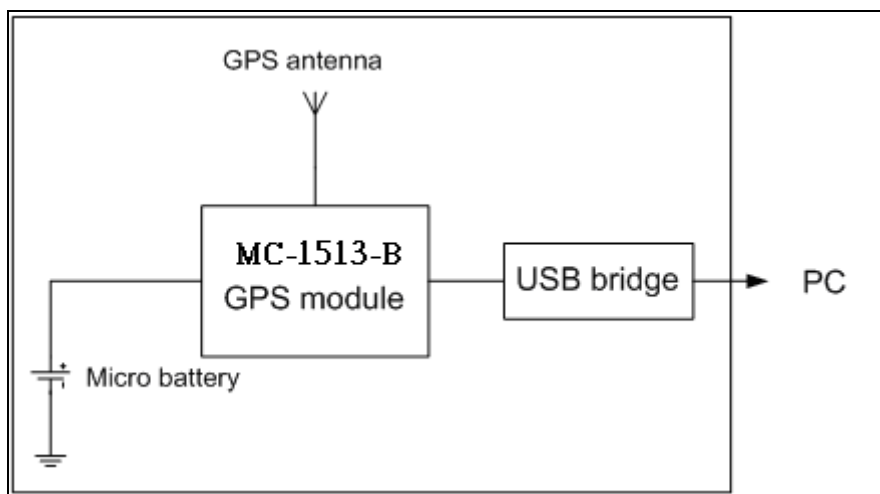 GPS antenna
MC-1513-B
GPS module
USB bridge
PC
Micro battery